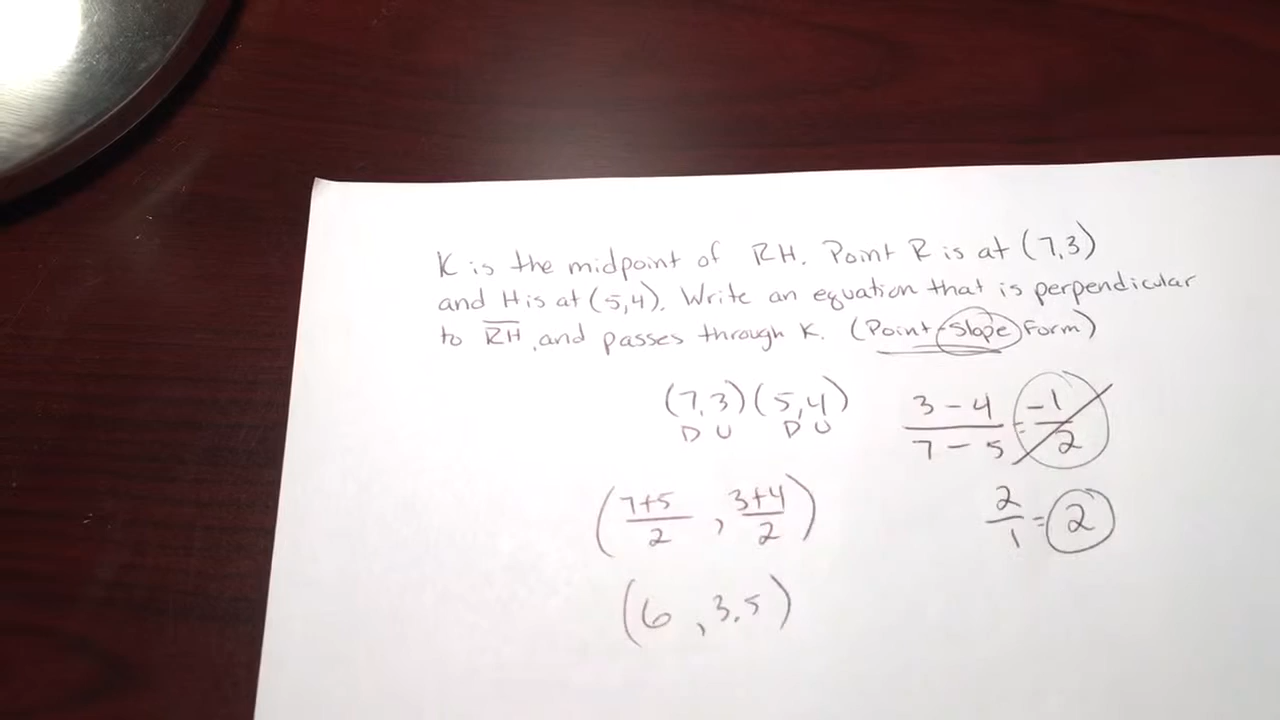 K is the midpoint of RH. Point R is at (7,3)
and H is at (5,4). Write an equation that is perpendicular
to RH, and passes through K. (Point-Slope Form)
(7,3) (5,4)
D U D U
3-4 / 7-5 = -1/2
(7+5 / 2 , 3+4 / 2)
2/1 = 2
(6, 3.5)